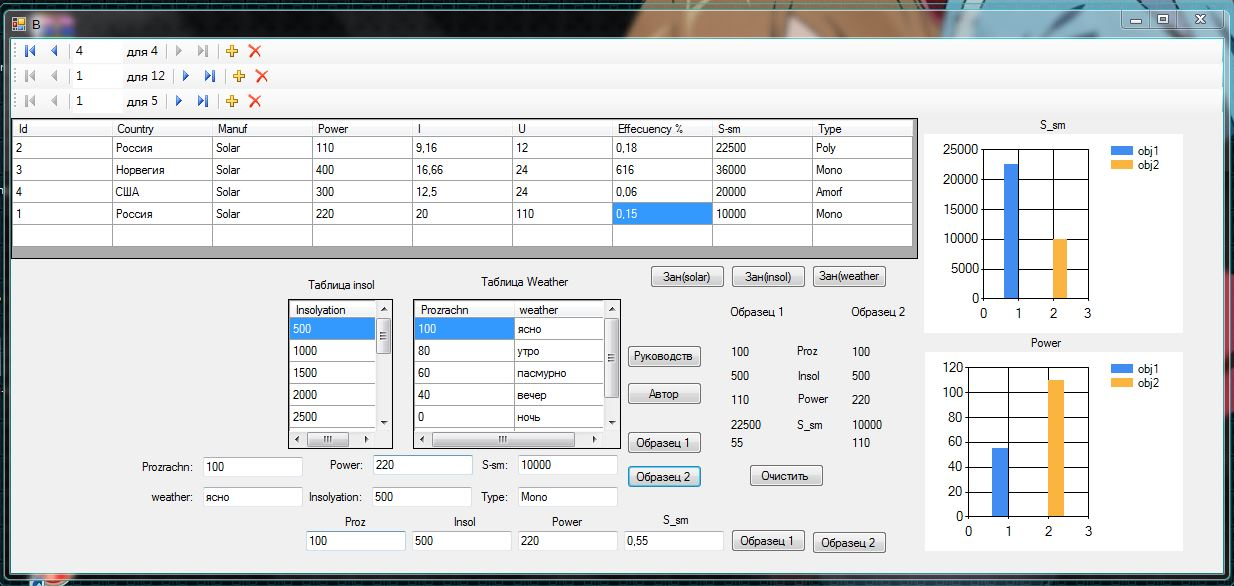 B
4 для 4
1 для 12
1 для 5
Id Country Manuf Power I U Effecuency % S-sm Type
2 Россия Solar 110 9,16 12 0,18 22500 Poly
3 Норвегия Solar 400 16,66 24 616 36000 Mono
4 США Solar 300 12,5 24 0,06 20000 Amorf
1 Россия Solar 220 20 110 0,15 10000 Mono
S_sm
25000
20000
15000
10000
5000
0
0 1 2 3
obj1
obj2
Таблица insol
Insolyation
500
1000
1500
2000
2500
Таблица Weather
Prozrachn weather
100 ясно
80 утро
60 пасмурно
40 вечер
0 ночь
Зан(solar) Зан(insol) Зан(weather
Руководств
Автор
Образец 1
Образец 2
Образец 1 Образец 2
100 Proz 100
500 Insol 500
110 Power 220
22500 S_sm 10000
55 110
Очистить
Power
120
100
80
60
40
20
0
0 1 2 3
obj1
obj2
Prozrachn: 100 Power: 220 S-sm: 10000
weather: ясно Insolyation: 500 Type: Mono
Proz Insol Power S_sm
100 500 220 0,55 Образец 1 Образец 2